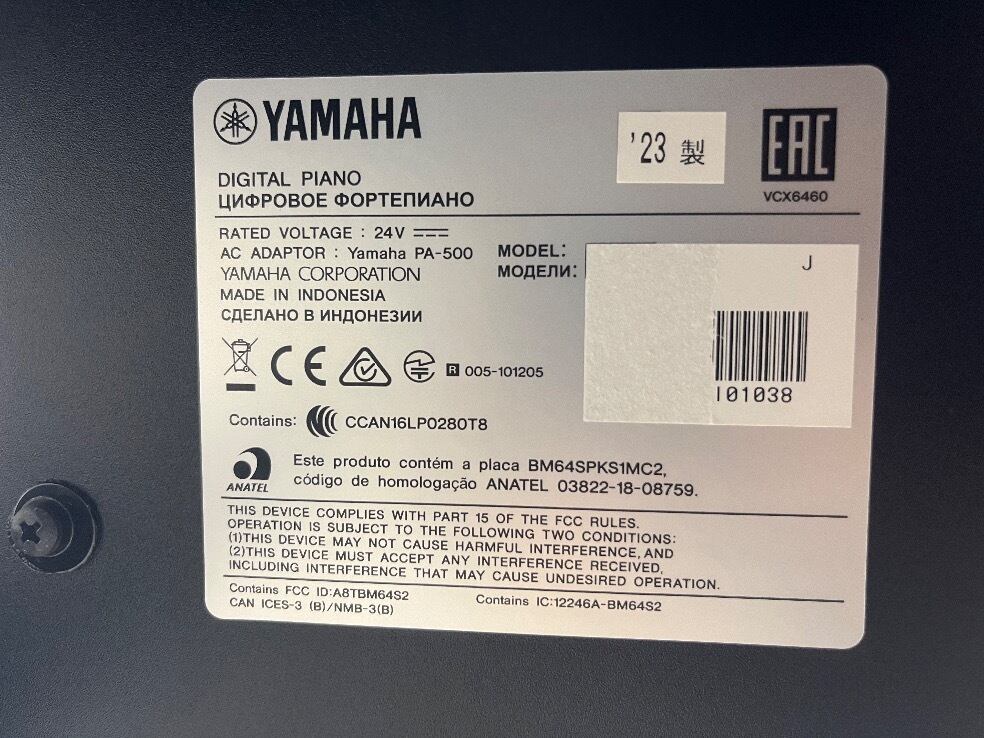 YAMAHA
'23 製
EAC
VCX6460
DIGITAL PIANO
ЦИФРОВОЕ ФОРТЕПИАНО
RATED VOLTAGE : 24V
AC ADAPTOR : Yamaha PA-500
YAMAHA CORPORATION
MADE IN INDONESIA
СДЕЛАНО В ИНДОНЕЗИИ
MODEL:
МОДЕЛИ:
J
101038
CE
R 005-101205
Contains: CCAN16LP0280T8
ANATEL
Este produto contém a placa BM64SPKS1MC2,
código de homologação ANATEL 03822-18-08759.
THIS DEVICE COMPLIES WITH PART 15 OF THE FCC RULES.
OPERATION IS SUBJECT TO THE FOLLOWING TWO CONDITIONS:
(1)THIS DEVICE MAY NOT CAUSE HARMFUL INTERFERENCE, AND
(2)THIS DEVICE MUST ACCEPT ANY INTERFERENCE RECEIVED,
INCLUDING INTERFERENCE THAT MAY CAUSE UNDESIRED OPERATION.
Contains FCC ID:A8TBM64S2
CAN ICES-3 (B)/NMB-3(B)
Contains IC:12246A-BM64S2